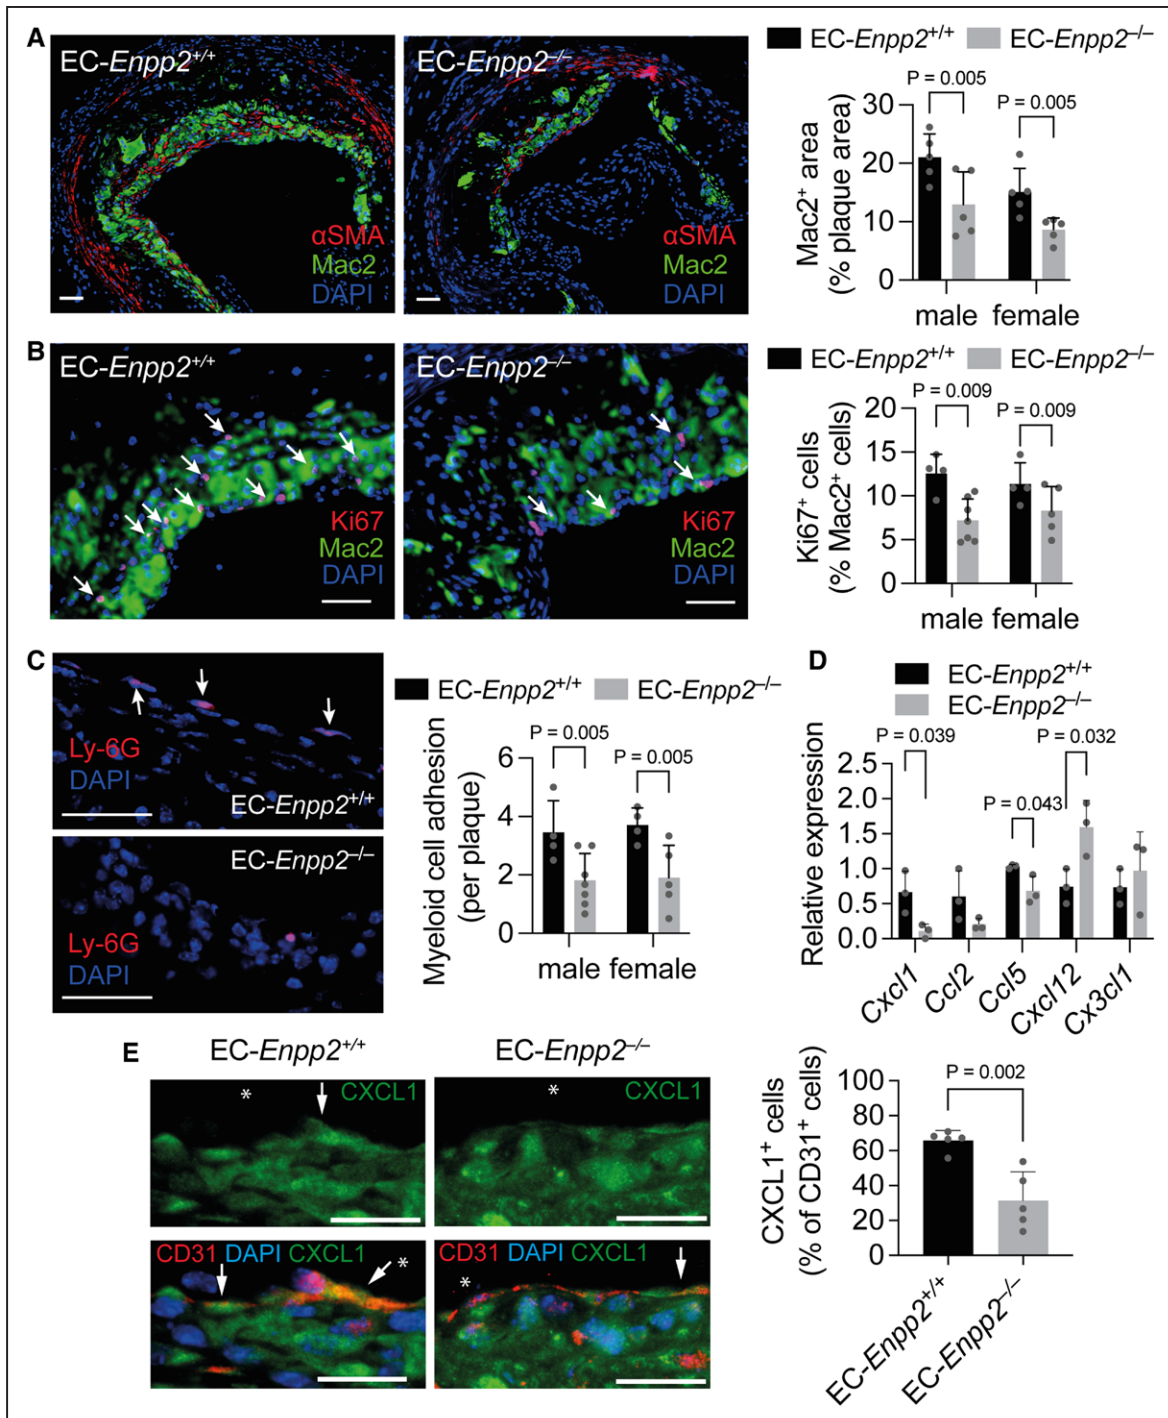 A
EC-Enpp2+/+
EC-Enpp2−/−
αSMA
Mac2
DAPI
αSMA
Mac2
DAPI
EC-Enpp2+/+ EC-Enpp2−/−
P = 0.005
P = 0.005
30
20
10
0
Mac2+ area
(% plaque area)
male female
B
EC-Enpp2+/+
EC-Enpp2−/−
Ki67
Mac2
DAPI
Ki67
Mac2
DAPI
EC-Enpp2+/+ EC-Enpp2−/−
P = 0.009
P = 0.009
20
15
10
5
0
Ki67+ cells
(% Mac2+ cells)
male female
C
Ly-6G
DAPI
EC-Enpp2+/+
EC-Enpp2−/−
Ly-6G
DAPI
EC-Enpp2+/+ EC-Enpp2−/−
P = 0.005
P = 0.005
6
4
2
0
Myeloid cell adhesion
(per plaque)
male female
D
EC-Enpp2+/+
EC-Enpp2−/−
P = 0.039
P = 0.032
P = 0.043
2.5
2.0
1.5
1.0
0.5
0.0
Relative expression
Cxcl1
Ccl2
Ccl5
Cxcl12
Cx3cl1
E
EC-Enpp2+/+
EC-Enpp2−/−
*
CXCL1
*
CXCL1
CD31 DAPI CXCL1
*
CD31 DAPI CXCL1
*
P = 0.002
100
80
60
40
20
0
CXCL1+ cells
(% of CD31+ cells)
EC-Enpp2+/+
EC-Enpp2−/−